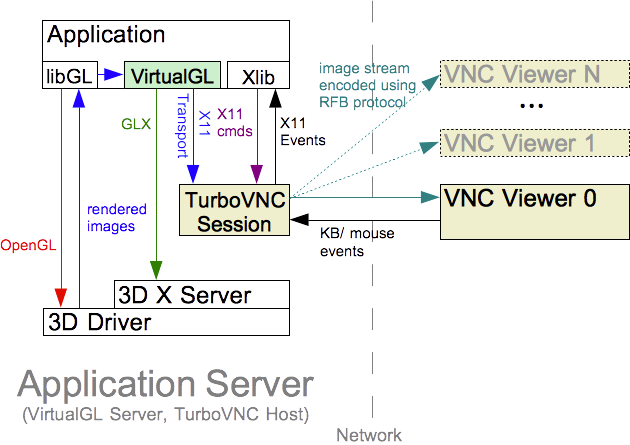 Application
libGL
VirtualGL
Xlib
image stream
encoded using
RFB protocol
VNC Viewer N
...
VNC Viewer 1
VNC Viewer 0
GLX
X11
Transport
X11
cmds
X11
Events
TurboVNC
Session
rendered
images
OpenGL
KB/ mouse
events
3D X Server
3D Driver
Application Server
(VirtualGL Server, TurboVNC Host)
Network